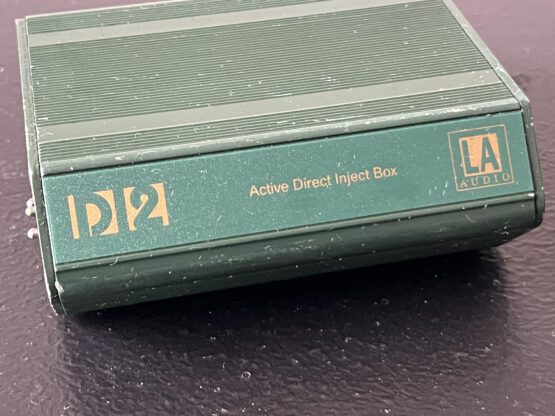 D2
Active Direct Inject Box
LA
AUDIO